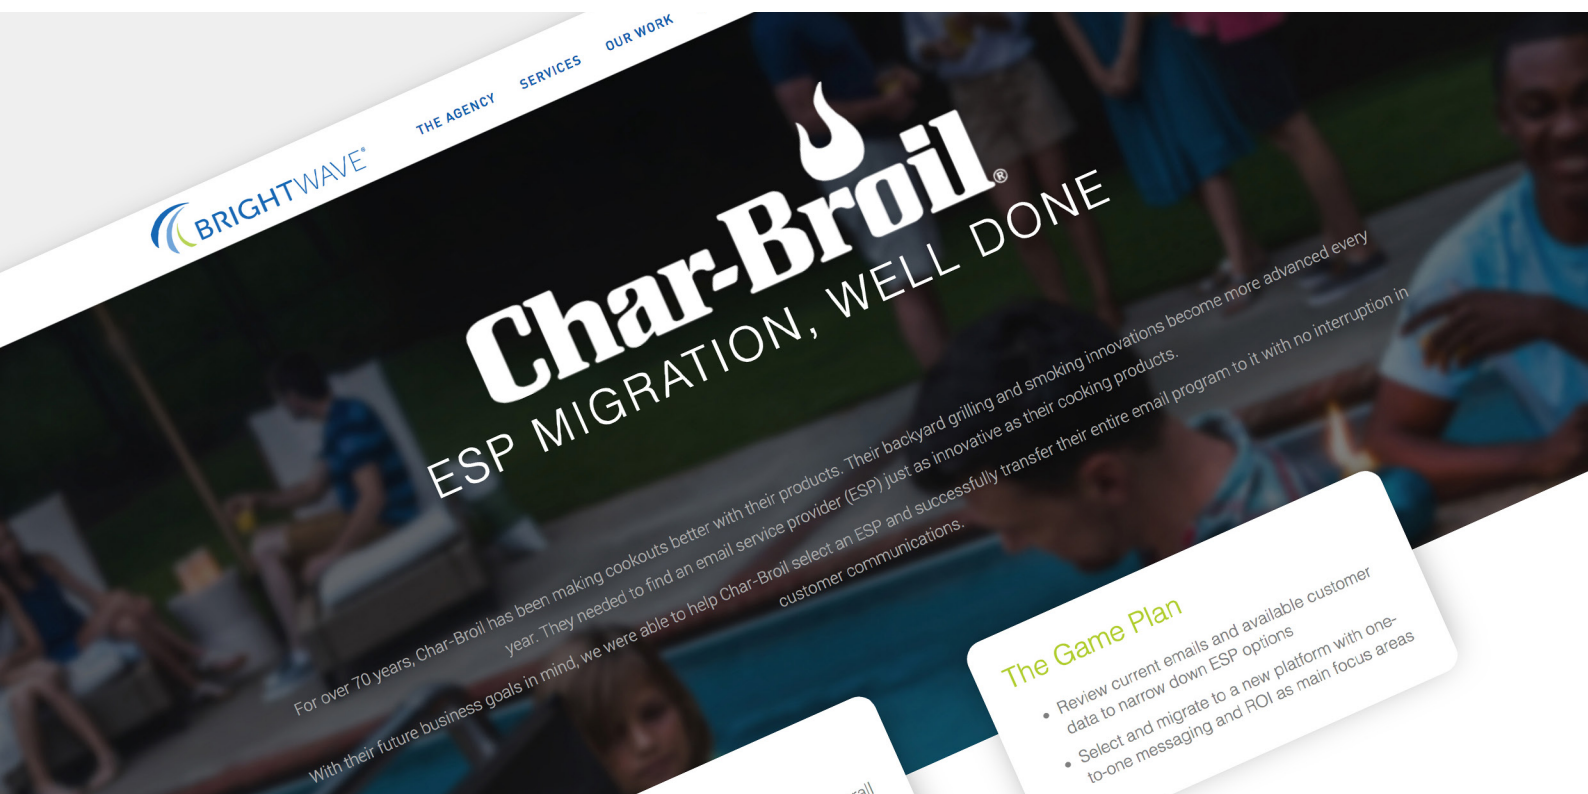 BRIGHTWAVE®
THE AGENCY
SERVICES
OUR WORK
Char-Broil®
ESP MIGRATION, WELL DONE
For over 70 years, Char-Broil has been making cookouts better with their products. Their backyard grilling and smoking innovations become more advanced every
year. They needed to find an email service provider (ESP) just as innovative as their cooking products.
With their future business goals in mind, we were able to help Char-Broil select an ESP and successfully transfer their entire email program to it with no interruption in
customer communications.
The Game Plan
• Review current emails and available customer
data to narrow down ESP options
• Select and migrate to a new platform with one-
to-one messaging and ROI as main focus areas